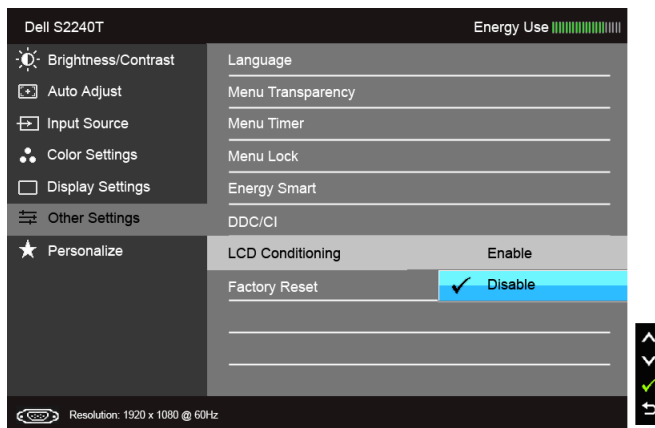 Dell S2240T
Energy Use
Brightness/Contrast
Auto Adjust
Input Source
Color Settings
Display Settings
Other Settings
Personalize
Language
Menu Transparency
Menu Timer
Menu Lock
Energy Smart
DDC/CI
LCD Conditioning
Enable
Factory Reset
Disable
Resolution: 1920 x 1080 @ 60Hz